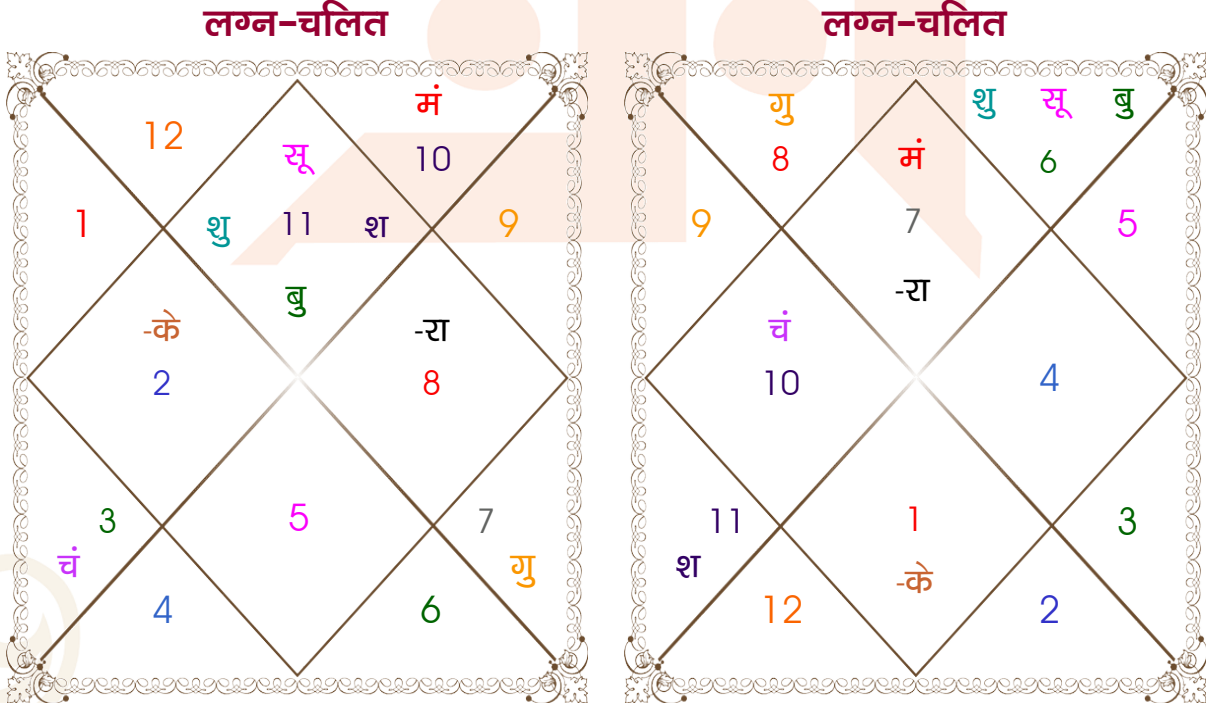 लग्न-चलित
मं
12
सू
10
1
शु 11 श
9
बु
-के
-रा
2
8
3
5
7
चं
गु
4
6
लग्न-चलित
गु
शु सू बु
8
मं
6
9
7
5
-रा
चं
10
4
11
1
3
श
-के
12
2